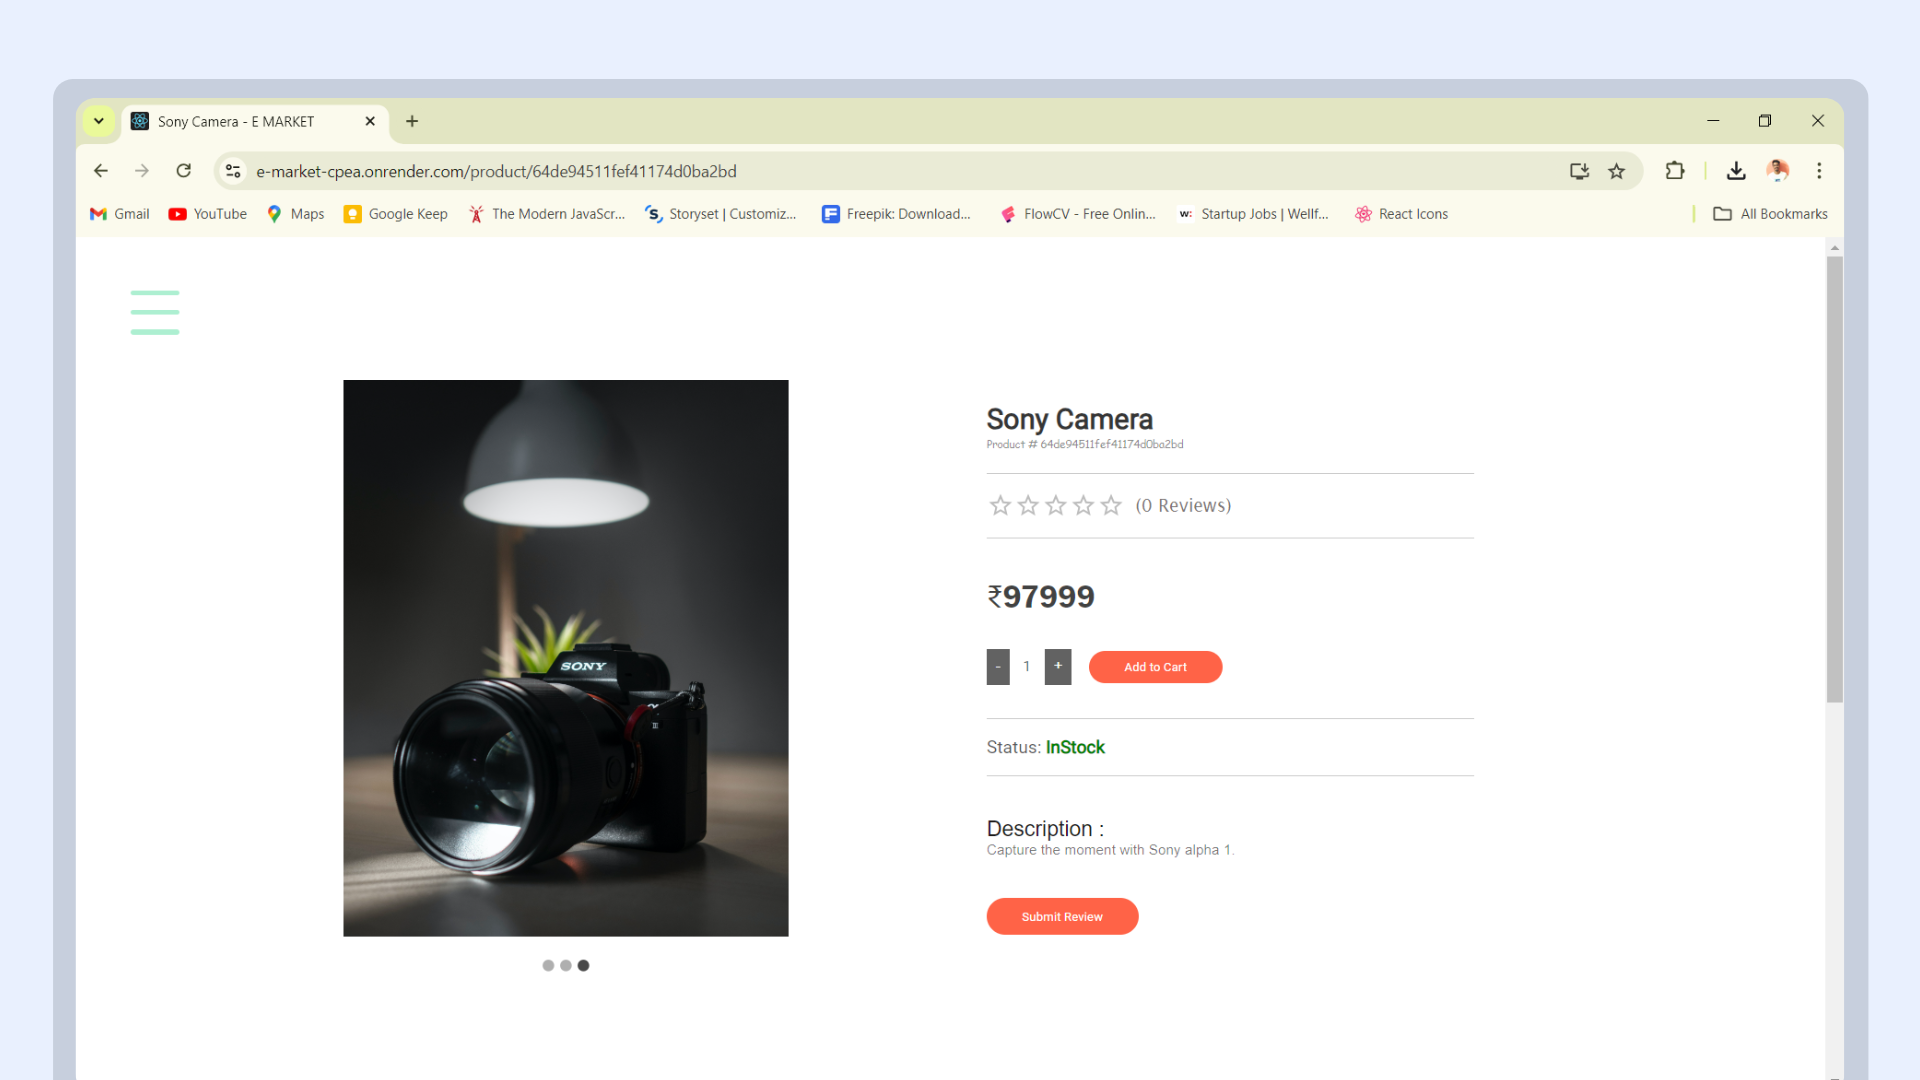 Sony Camera - E MARKET
e-market-cpea.onrender.com/product/64de94511fef41174d0ba2bd
Gmail YouTube Maps Google Keep The Modern JavaScr... Storyset | Customiz... Freepik: Download... FlowCV - Free Onlin... Startup Jobs | Wellf... React Icons All Bookmarks
Sony Camera
Product # 64de94511fef41174d0ba2bd
(0 Reviews)
₹97999
- 1 + Add to Cart
SONY
Status: InStock
Description :
Capture the moment with Sony alpha 1.
Submit Review